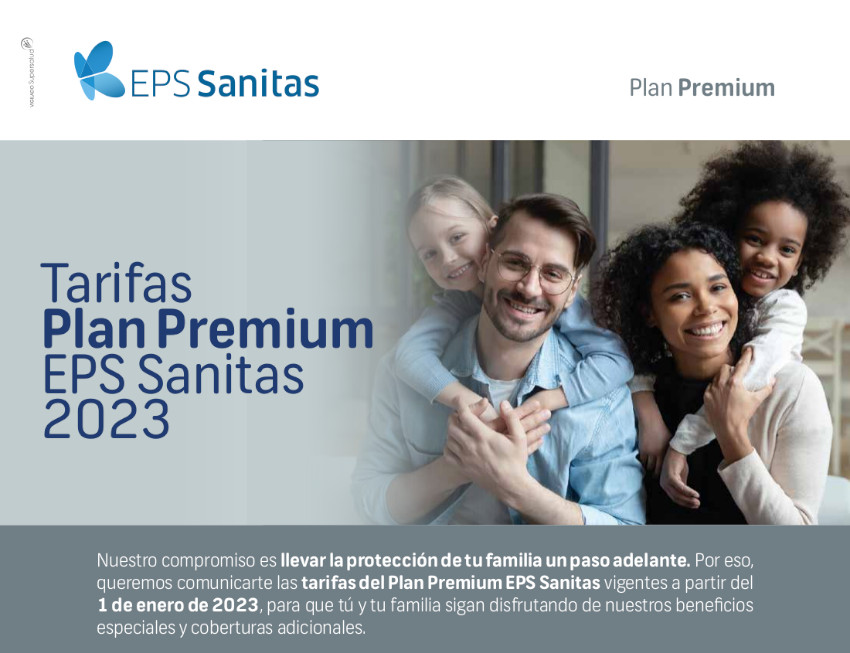 VIGILADO Supersalud
EPS Sanitas
Plan Premium
Tarifas
Plan Premium
EPS Sanitas
2023
Nuestro compromiso es llevar la protección de tu familia un paso adelante. Por eso,
queremos comunicarte las tarifas del Plan Premium EPS Sanitas vigentes a partir del
1 de enero de 2023, para que tú y tu familia sigan disfrutando de nuestros beneficios
especiales y coberturas adicionales.